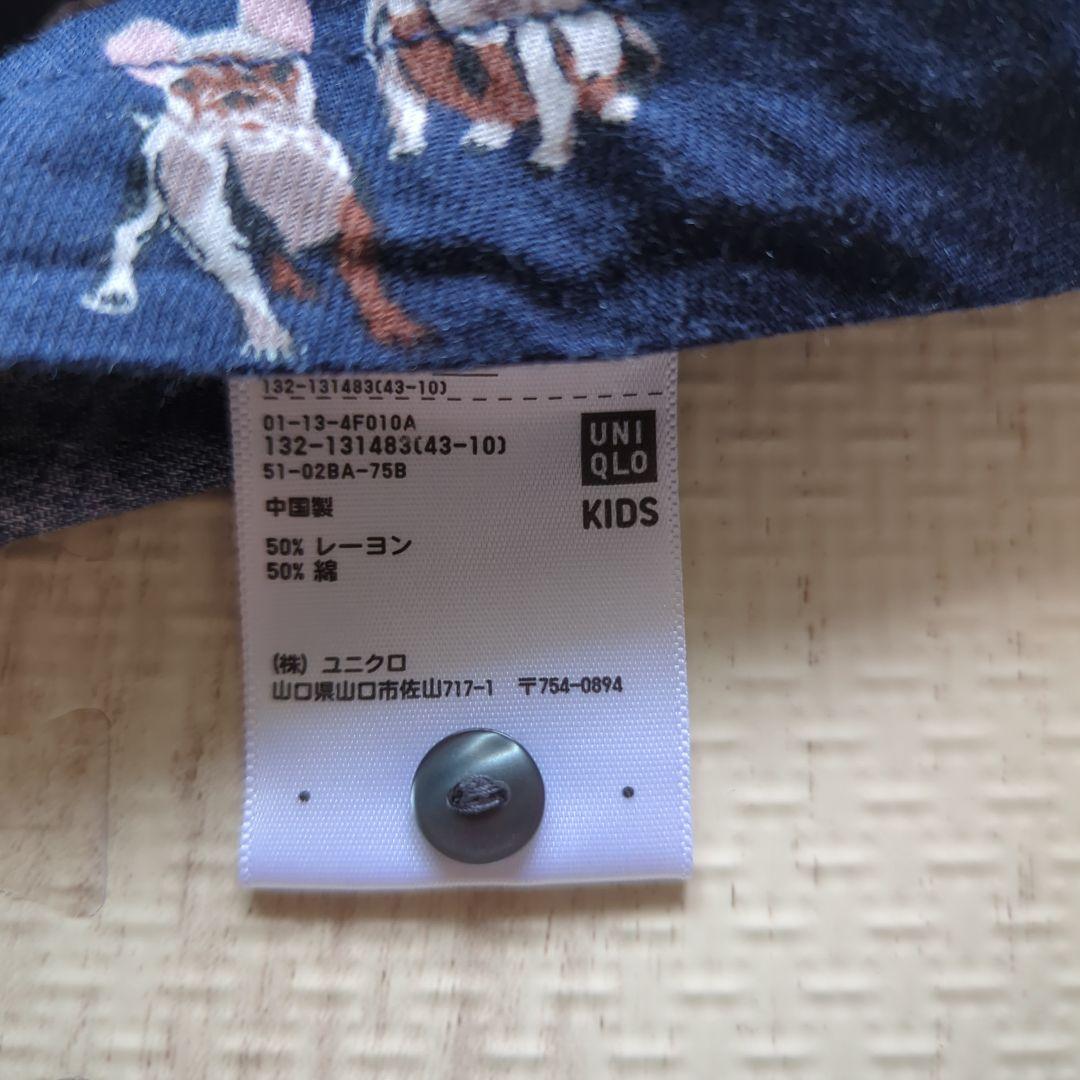 132-131483(43-10)
01-13-4F010A
132-131483(43-10)
51-02BA-75B
UNI
QLO
KIDS
中国製
50% レーヨン
50% 綿
(株) ユニクロ
山口県山口市佐山717-1 〒754-0894